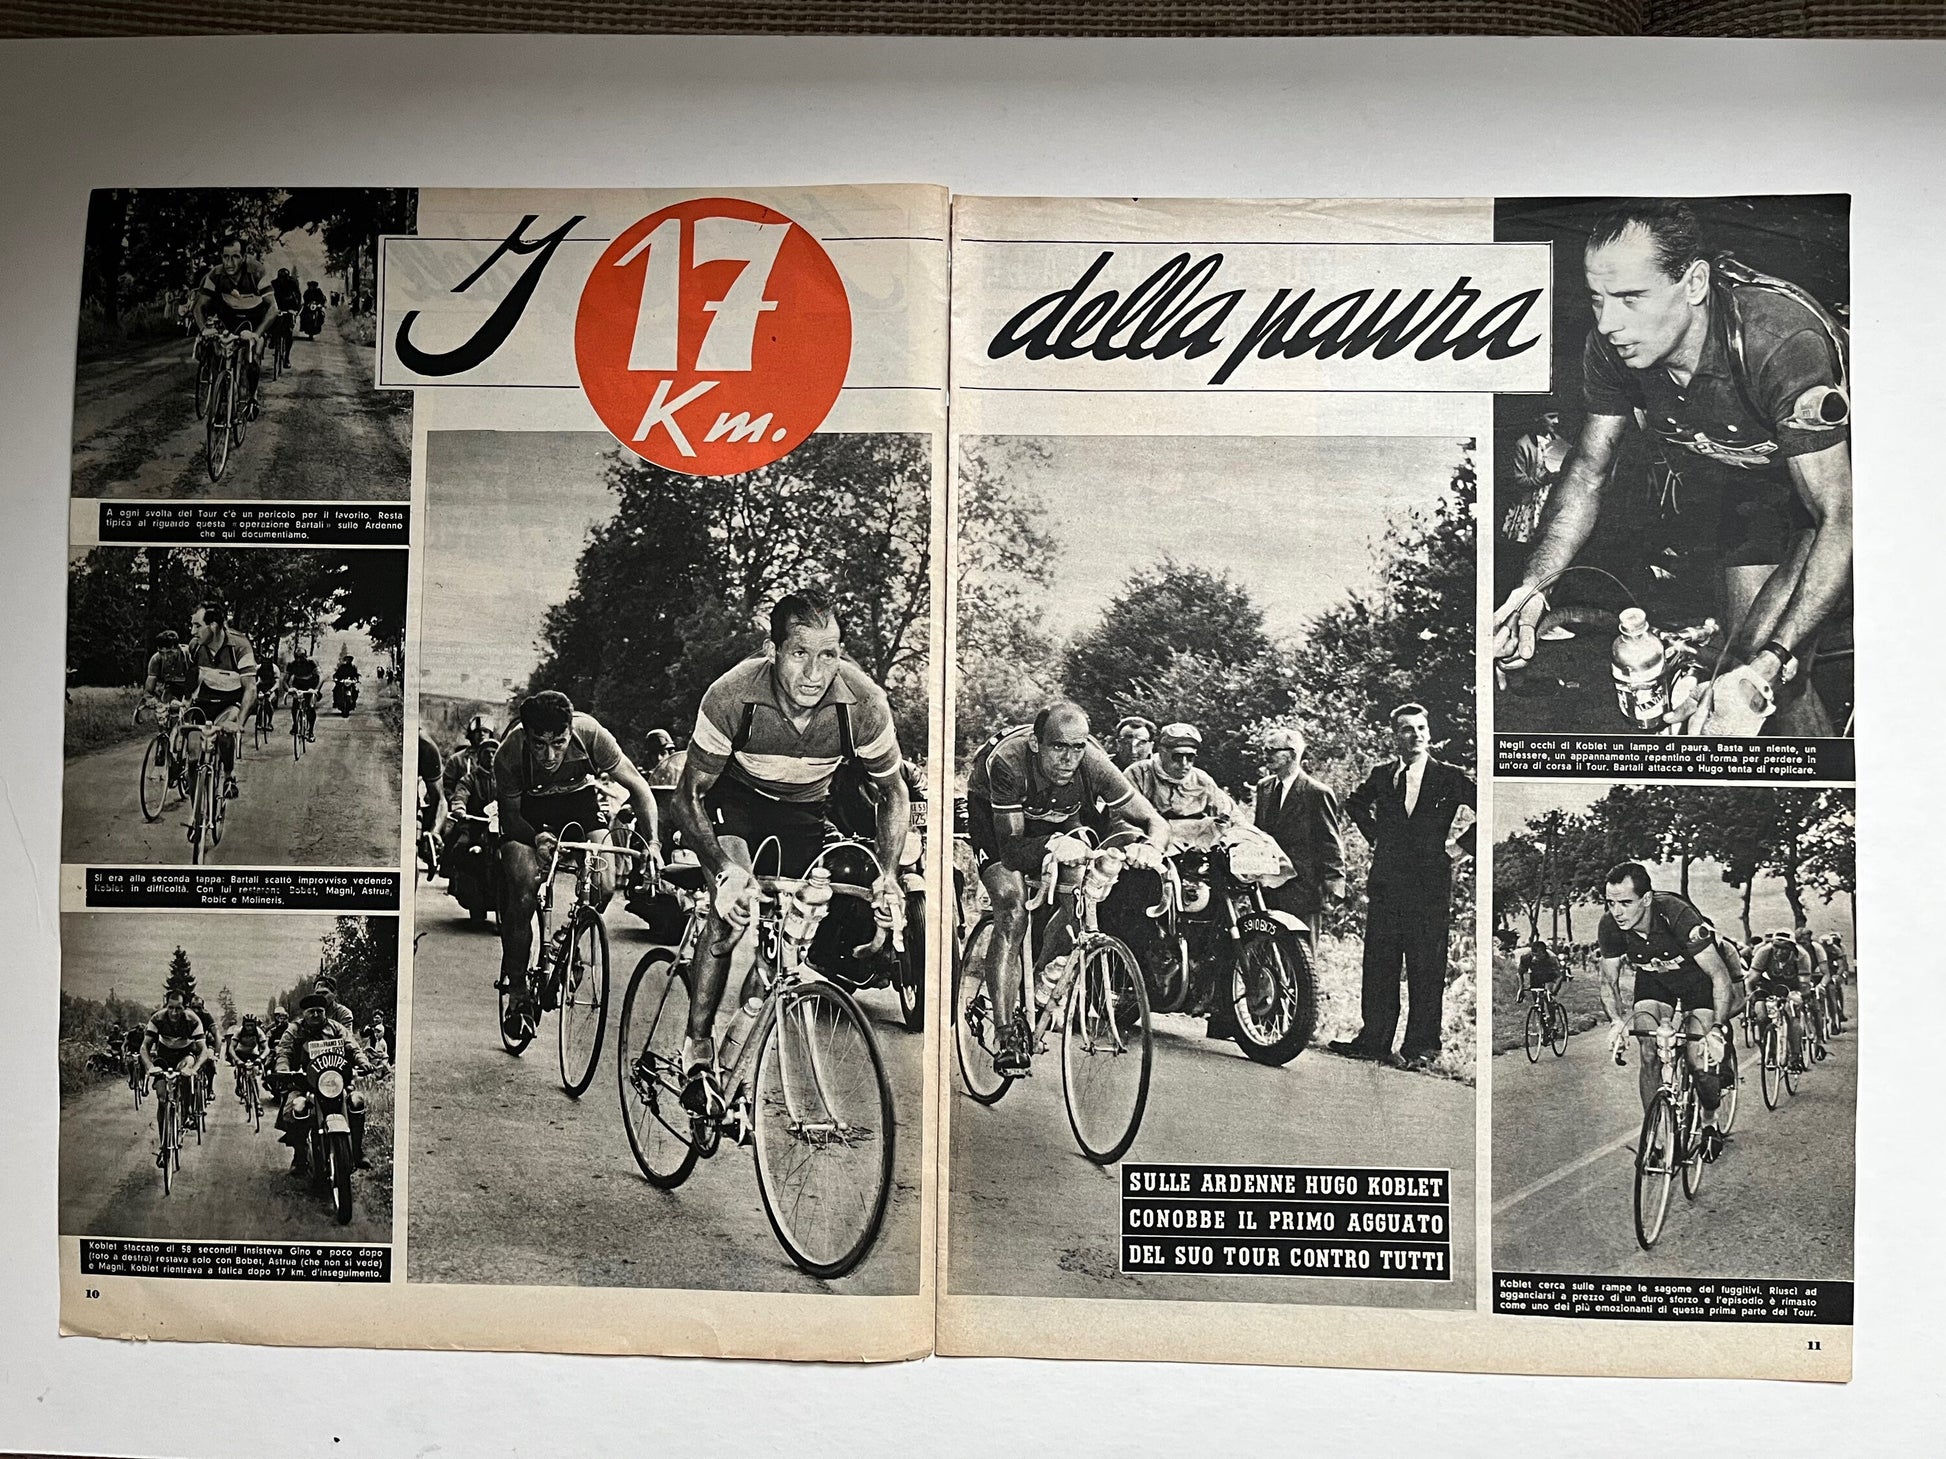 I 17 Km. della paura
A ogni svolta del Tour c'è un pericolo per il favorito. Resta
tipica al riguardo questa «operazione Bartali» sulle Ardenne
che qui documentiamo.
Si era alla seconda tappa: Bartali scattò improvviso vedendo
Koblet in difficoltà. Con lui restarono Bobet, Magni, Astrua,
Robic e Molineris.
TOUR de FRANCE 53
L'EQUIPE
Koblet staccato di 58 secondi! Insisteva Gino e poco dopo
(foto a destra) restava solo con Bobet, Astrua (che non si vede)
e Magni. Koblet rientrava a fatica dopo 17 km. d'inseguimento.
10
5910BX75
SULLE ARDENNE HUGO KOBLET
CONOBBE IL PRIMO AGGUATO
DEL SUO TOUR CONTRO TUTTI
Negli occhi di Koblet un lampo di paura. Basta un niente, un
malessere, un appannamento repentino di forma per perdere in
un'ora di corsa il Tour. Bartali attacca e Hugo tenta di replicare.
Koblet cerca sulle rampe le sagome dei fuggitivi. Riuscì ad
agganciarsi a prezzo di un duro sforzo e l'episodio è rimasto
come uno dei più emozionanti di questa prima parte del Tour.
11